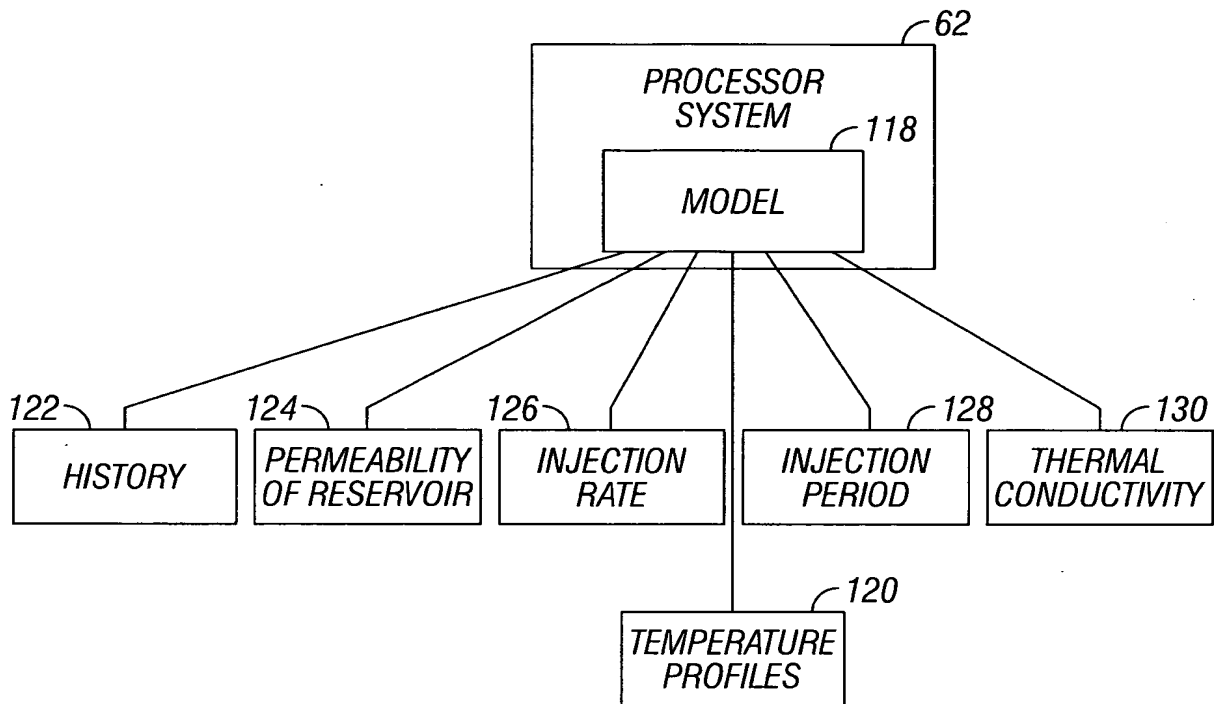 62
PROCESSOR
SYSTEM
118
MODEL
122
HISTORY
124
PERMEABILITY
OF RESERVOIR
126
INJECTION
RATE
128
INJECTION
PERIOD
130
THERMAL
CONDUCTIVITY
120
TEMPERATURE
PROFILES